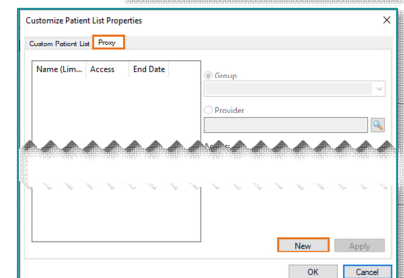 Customize Patient List Properties
Custom Patient List Proxy
Name (Lim... Access End Date
Group
Provider
New Apply
OK Cancel